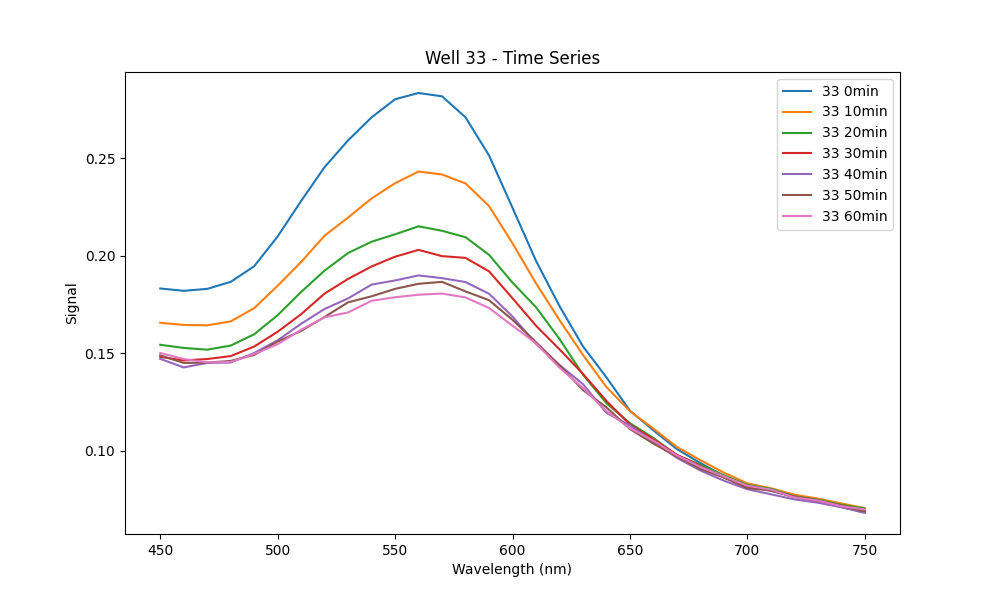 Well 33 - Time Series
33 0min
33 10min
33 20min
33 30min
33 40min
33 50min
33 60min
Signal
0.25
0.20
0.15
0.10
450 500 550 600 650 700 750
Wavelength (nm)